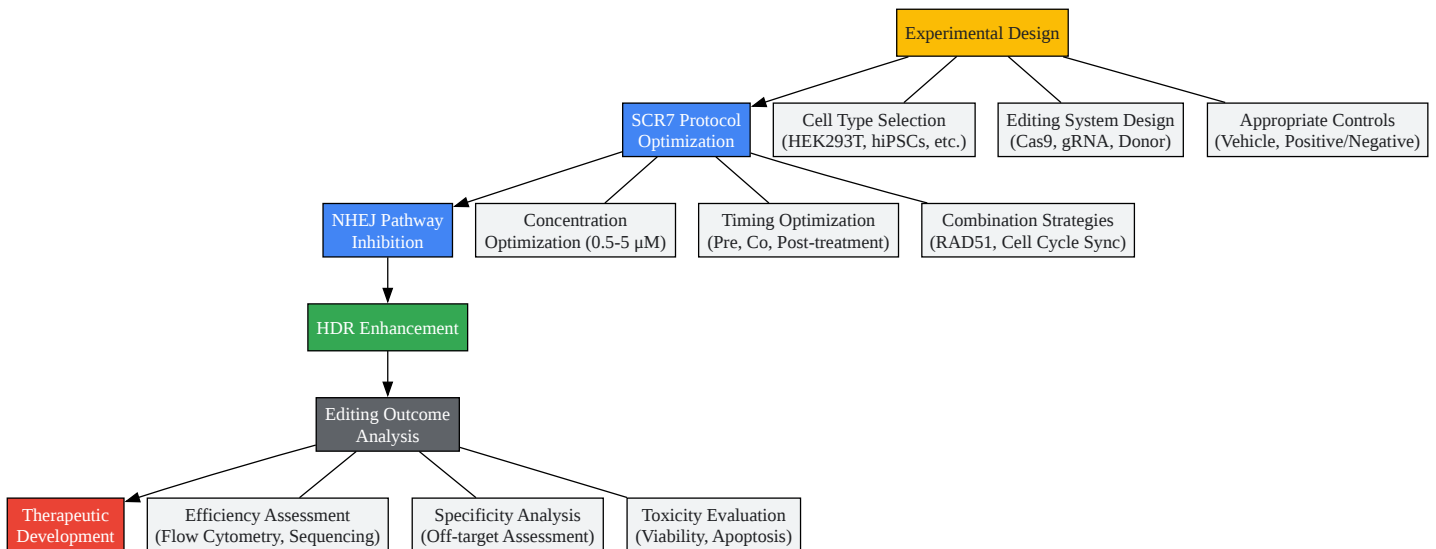 Experimental Design
SCR7 Protocol
Optimization
Cell Type Selection
(HEK293T, hiPSCs, etc.)
Editing System Design
(Cas9, gRNA, Donor)
Appropriate Controls
(Vehicle, Positive/Negative)
NHEJ Pathway
Inhibition
Concentration
Optimization (0.5-5 μM)
Timing Optimization
(Pre, Co, Post-treatment)
Combination Strategies
(RAD51, Cell Cycle Sync)
HDR Enhancement
Editing Outcome
Analysis
Therapeutic
Development
Efficiency Assessment
(Flow Cytometry, Sequencing)
Specificity Analysis
(Off-target Assessment)
Toxicity Evaluation
(Viability, Apoptosis)